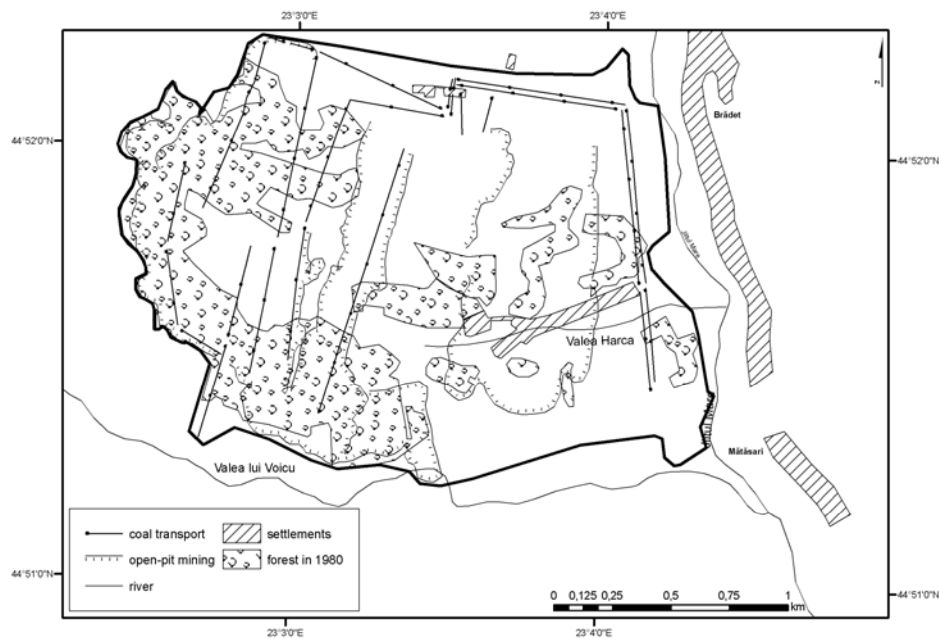 23°3'0"E 23°4'0"E
N
Brădet
44°52'0"N 44°52'0"N
Jiltul Mare
Valea Harca
Mătăsari
Valea lui Voicu
coal transport settlements
open-pit mining forest in 1980
river
44°51'0"N 44°51'0"N
0 0,125 0,25 0,5 0,75 1
km
23°3'0"E 23°4'0"E